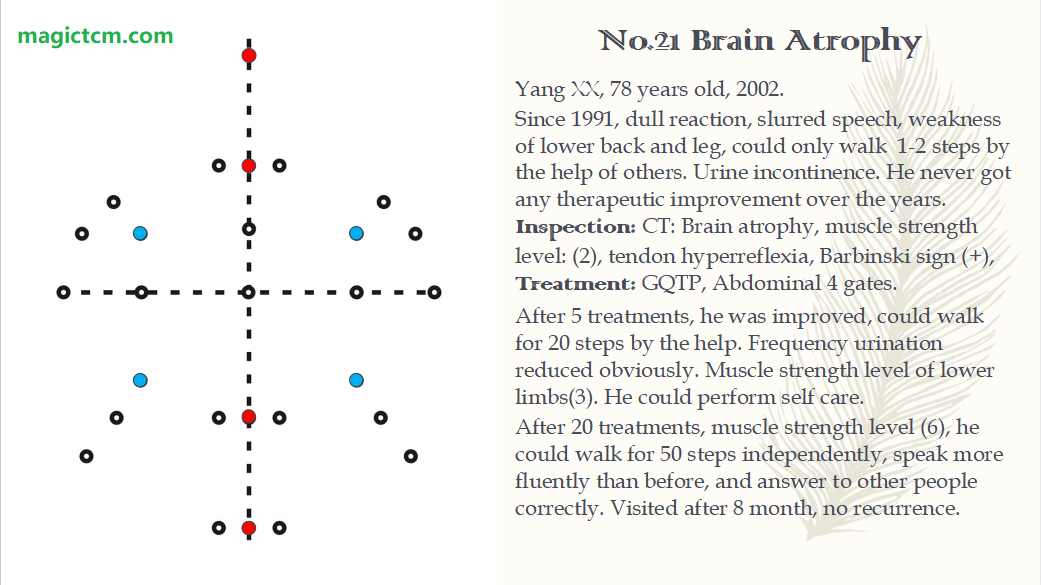 magictcm.com
No.21 Brain Atrophy
Yang XX, 78 years old, 2002.
Since 1991, dull reaction, slurred speech, weakness
of lower back and leg, could only walk 1-2 steps by
the help of others. Urine incontinence. He never got
any therapeutic improvement over the years.
Inspection: CT: Brain atrophy, muscle strength
level: (2), tendon hyperreflexia, Barbinski sign (+),
Treatment: GQTP, Abdominal 4 gates.
After 5 treatments, he was improved, could walk
for 20 steps by the help. Frequency urination
reduced obviously. Muscle strength level of lower
limbs(3). He could perform self care.
After 20 treatments, muscle strength level (6), he
could walk for 50 steps independently, speak more
fluently than before, and answer to other people
correctly. Visited after 8 month, no recurrence.